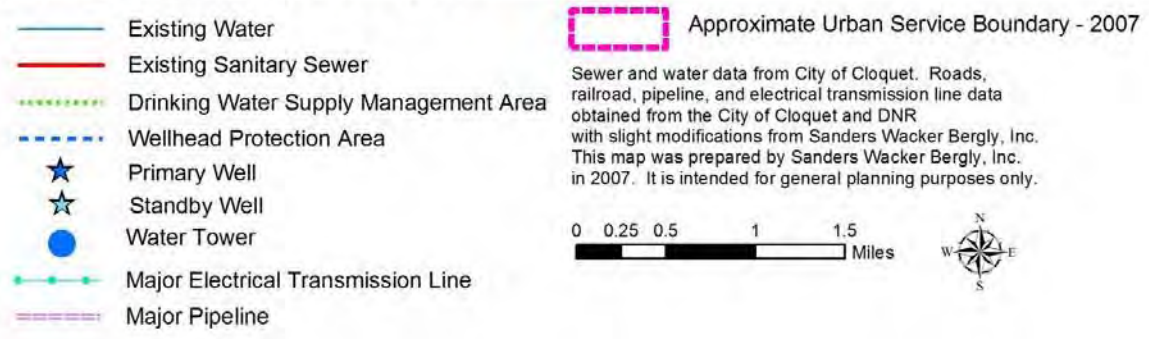 Existing Water
Existing Sanitary Sewer
Drinking Water Supply Management Area
Wellhead Protection Area
Primary Well
Standby Well
Water Tower
Major Electrical Transmission Line
Major Pipeline
Approximate Urban Service Boundary - 2007
Sewer and water data from City of Cloquet. Roads,
railroad, pipeline, and electrical transmission line data
obtained from the City of Cloquet and DNR
with slight modifications from Sanders Wacker Bergly, Inc.
This map was prepared by Sanders Wacker Bergly, Inc.
in 2007. It is intended for general planning purposes only.
0 0.25 0.5 1 1.5
Miles
N
W E
S